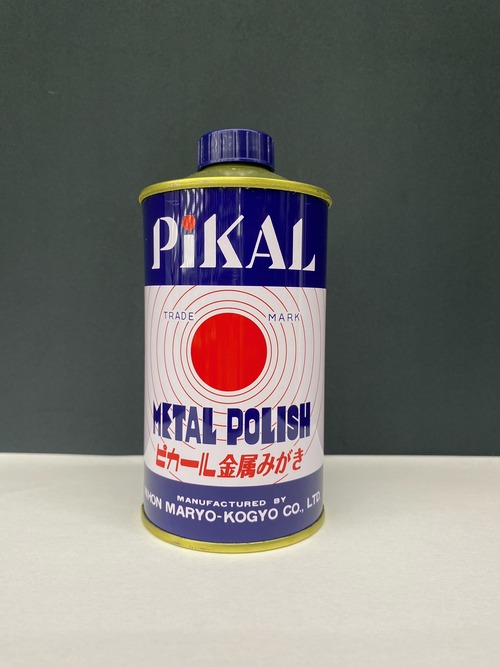 PiKAL
TRADE MARK
METAL POLISH
ピカール金属みがき
MANUFACTURED BY
NIHON MARYO-KOGYO CO., LTD.